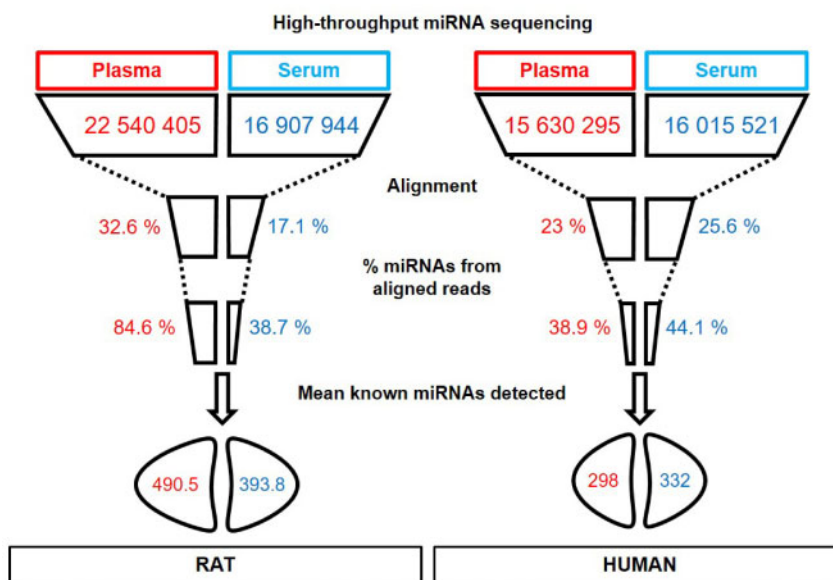 High-throughput miRNA sequencing
Plasma Serum Plasma Serum
22 540 405 16 907 944 15 630 295 16 015 521
Alignment
32.6 % 17.1 % 23 % 25.6 %
% miRNAs from
aligned reads
84.6 % 38.7 % 38.9 % 44.1 %
Mean known miRNAs detected
490.5 393.8 298 332
RAT HUMAN